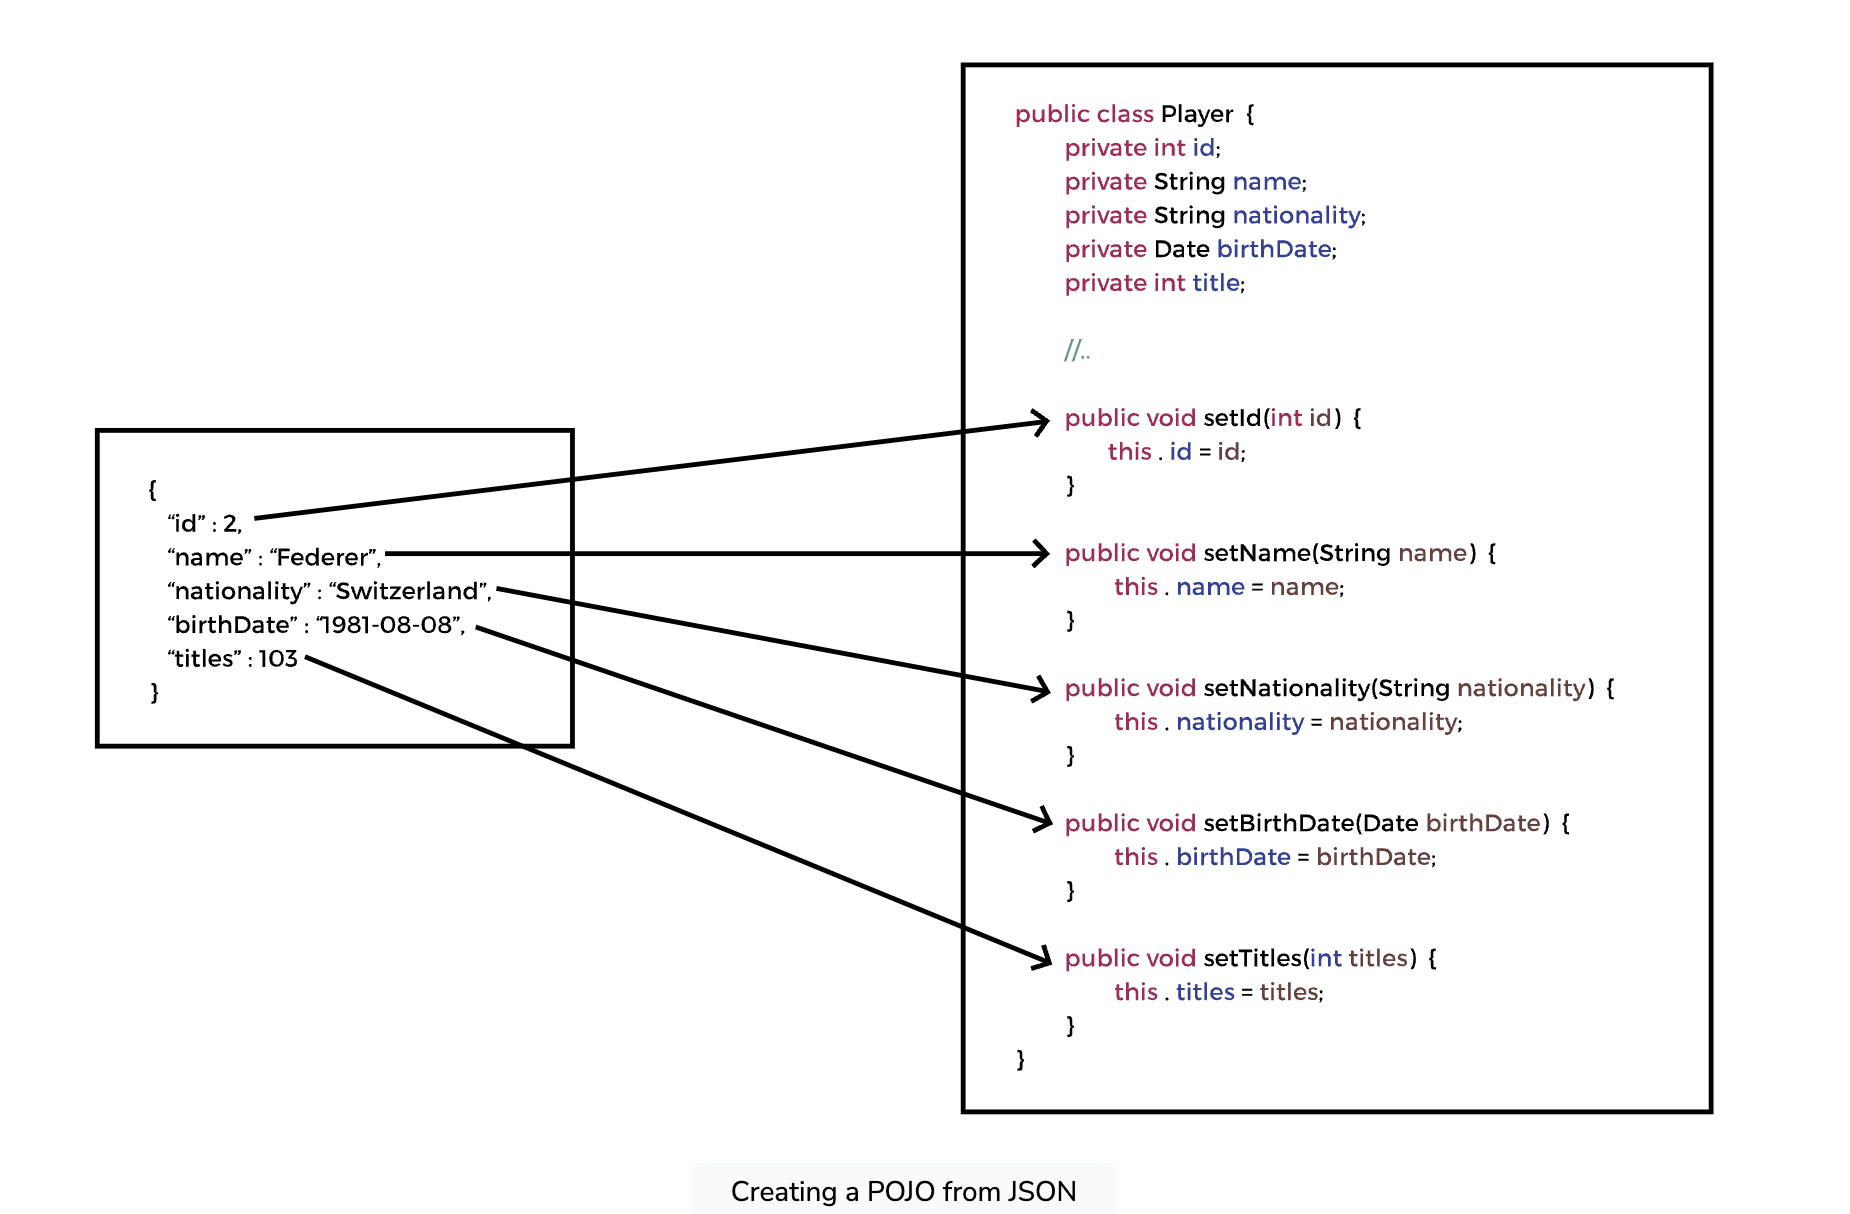 {
“id” : 2,
“name” : “Federer”,
“nationality” : “Switzerland”,
“birthDate” : “1981-08-08”,
“titles” : 103
}
public class Player {
private int id;
private String name;
private String nationality;
private Date birthDate;
private int title;
//..
public void setId(int id) {
this . id = id;
}
public void setName(String name) {
this . name = name;
}
public void setNationality(String nationality) {
this . nationality = nationality;
}
public void setBirthDate(Date birthDate) {
this . birthDate = birthDate;
}
public void setTitles(int titles) {
this . titles = titles;
}
}
Creating a POJO from JSON